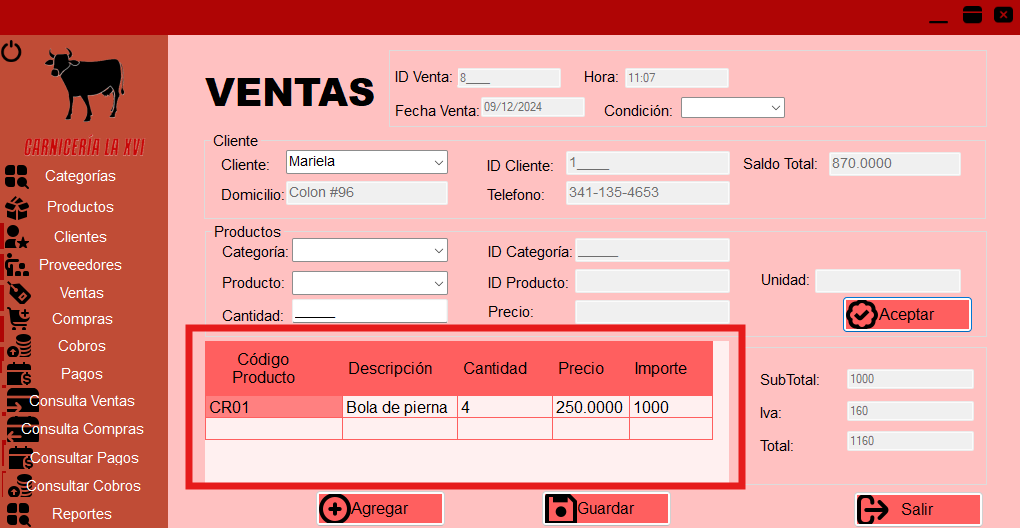 VENTAS
ID Venta: 8____ Hora: 11:07
Fecha Venta: 09/12/2024 Condición:
CARNICERÍA LA XVI
Categorías
Productos
Clientes
Proveedores
Ventas
Compras
Cobros
Pagos
Consulta Ventas
Consulta Compras
Consultar Pagos
Consultar Cobros
Reportes
Cliente
Cliente: Mariela ID Cliente: 1_____ Saldo Total: 870.0000
Domicilio: Colon #96 Telefono: 341-135-4653
Productos
Categoría: ID Categoría: ______
Producto: ID Producto: Unidad:
Cantidad: ______ Precio: Aceptar
Código
Producto Descripción Cantidad Precio Importe
CR01 Bola de pierna 4 250.0000 1000
SubTotal: 1000
Iva: 160
Total: 1160
Agregar Guardar Salir